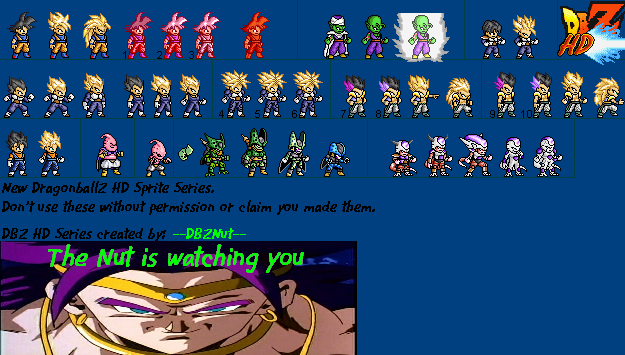 DBZ
HD
1 2 3
4 5 6 7 8 9 10
New DragonballZ HD Sprite Series.
Don't use these without permission or claim you made them.
DBZ HD Series created by: --DBZNut--
The Nut is watching you